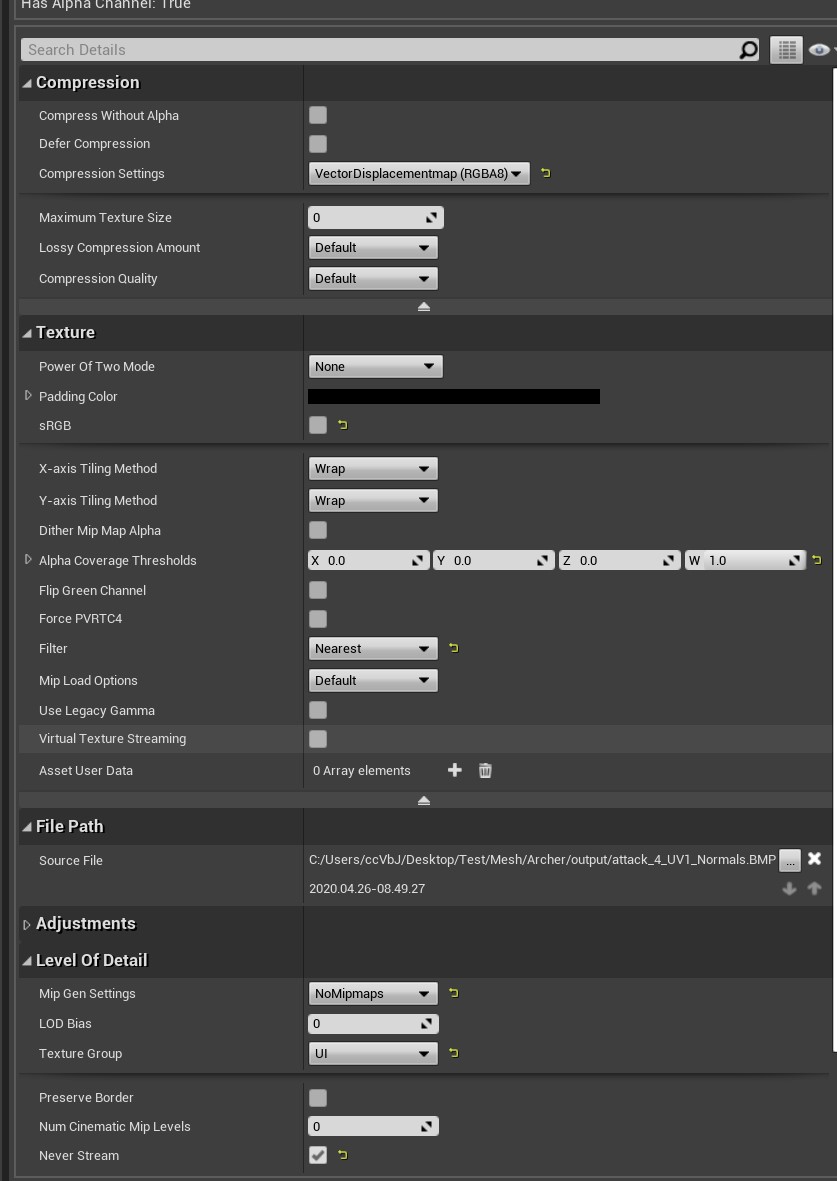 Has Alpha Channel: True
Search Details
Compression
Compress Without Alpha
Defer Compression
Compression Settings VectorDisplacementmap (RGBA8)
Maximum Texture Size 0
Lossy Compression Amount Default
Compression Quality Default
Texture
Power Of Two Mode None
Padding Color
sRGB
X-axis Tiling Method Wrap
Y-axis Tiling Method Wrap
Dither Mip Map Alpha
Alpha Coverage Thresholds X 0.0 Y 0.0 Z 0.0 W 1.0
Flip Green Channel
Force PVRTC4
Filter Nearest
Mip Load Options Default
Use Legacy Gamma
Virtual Texture Streaming
Asset User Data 0 Array elements
File Path
Source File C:/Users/ccVbJ/Desktop/Test/Mesh/Archer/output/attack_4_UV1_Normals.BMP ...
2020.04.26-08.49.27
Adjustments
Level Of Detail
Mip Gen Settings NoMipmaps
LOD Bias 0
Texture Group UI
Preserve Border
Num Cinematic Mip Levels 0
Never Stream